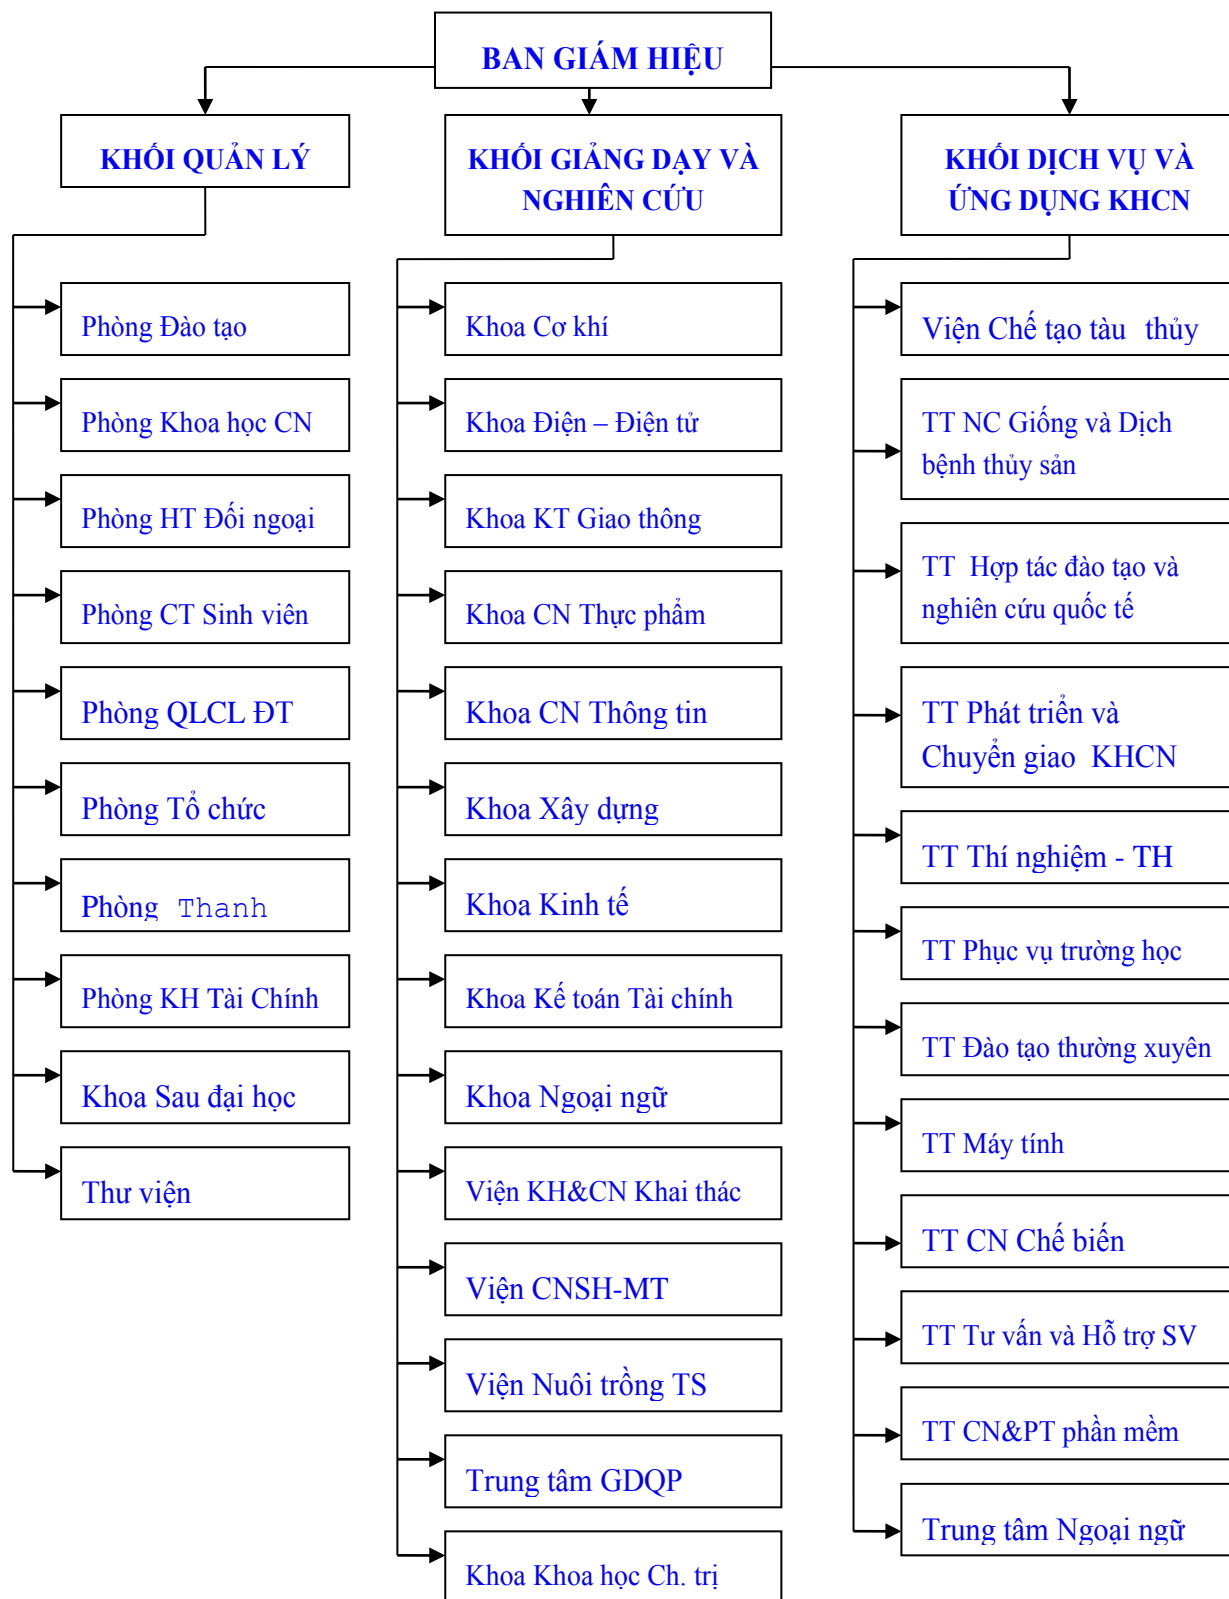 BAN GIÁM HIỆU
KHỐI QUẢN LÝ
Phòng Đào tạo
Phòng Khoa học CN
Phòng HT Đối ngoại
Phòng CT Sinh viên
Phòng QLCL ĐT
Phòng Tổ chức
Phòng Thanh
Phòng KH Tài Chính
Khoa Sau đại học
Thư viện
KHỐI GIẢNG DẠY VÀ
NGHIÊN CỨU
Khoa Cơ khí
Khoa Điện – Điện tử
Khoa KT Giao thông
Khoa CN Thực phẩm
Khoa CN Thông tin
Khoa Xây dựng
Khoa Kinh tế
Khoa Kế toán Tài chính
Khoa Ngoại ngữ
Viện KH&CN Khai thác
Viện CNSH-MT
Viện Nuôi trồng TS
Trung tâm GDQP
Khoa Khoa học Ch. trị
KHỐI DỊCH VỤ VÀ
ỨNG DỤNG KHCN
Viện Chế tạo tàu thủy
TT NC Giống và Dịch
bệnh thủy sản
TT Hợp tác đào tạo và
nghiên cứu quốc tế
TT Phát triển và
Chuyển giao KHCN
TT Thí nghiệm - TH
TT Phục vụ trường học
TT Đào tạo thường xuyên
TT Máy tính
TT CN Chế biến
TT Tư vấn và Hỗ trợ SV
TT CN&PT phần mềm
Trung tâm Ngoại ngữ